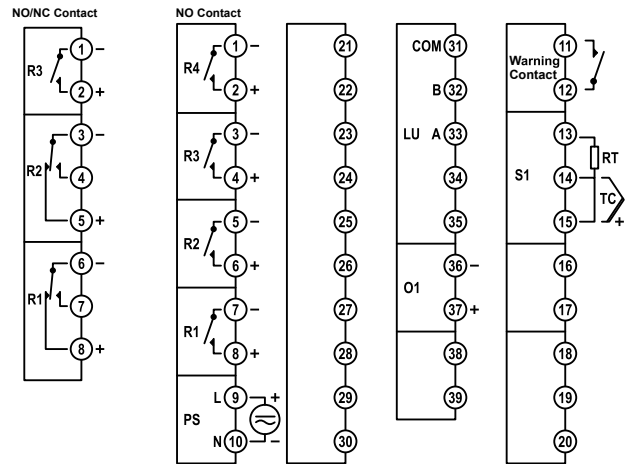 NO/NC Contact
R3
1 −
2 +
3 −
R2
4
5 +
6 −
R1
7
8 +
NO Contact
1 −
R4
2 +
3 −
R3
4 +
5 −
R2
6 +
7 −
R1
8 +
L 9 +
PS
N 10 −
21
22
23
24
25
26
27
28
29
30
COM 31
B 32
LU A 33
34
35
36 −
O1
37 +
38
39
11
Warning
Contact
12
13
RT
S1 14
TC
15 +
16
17
18
19
20